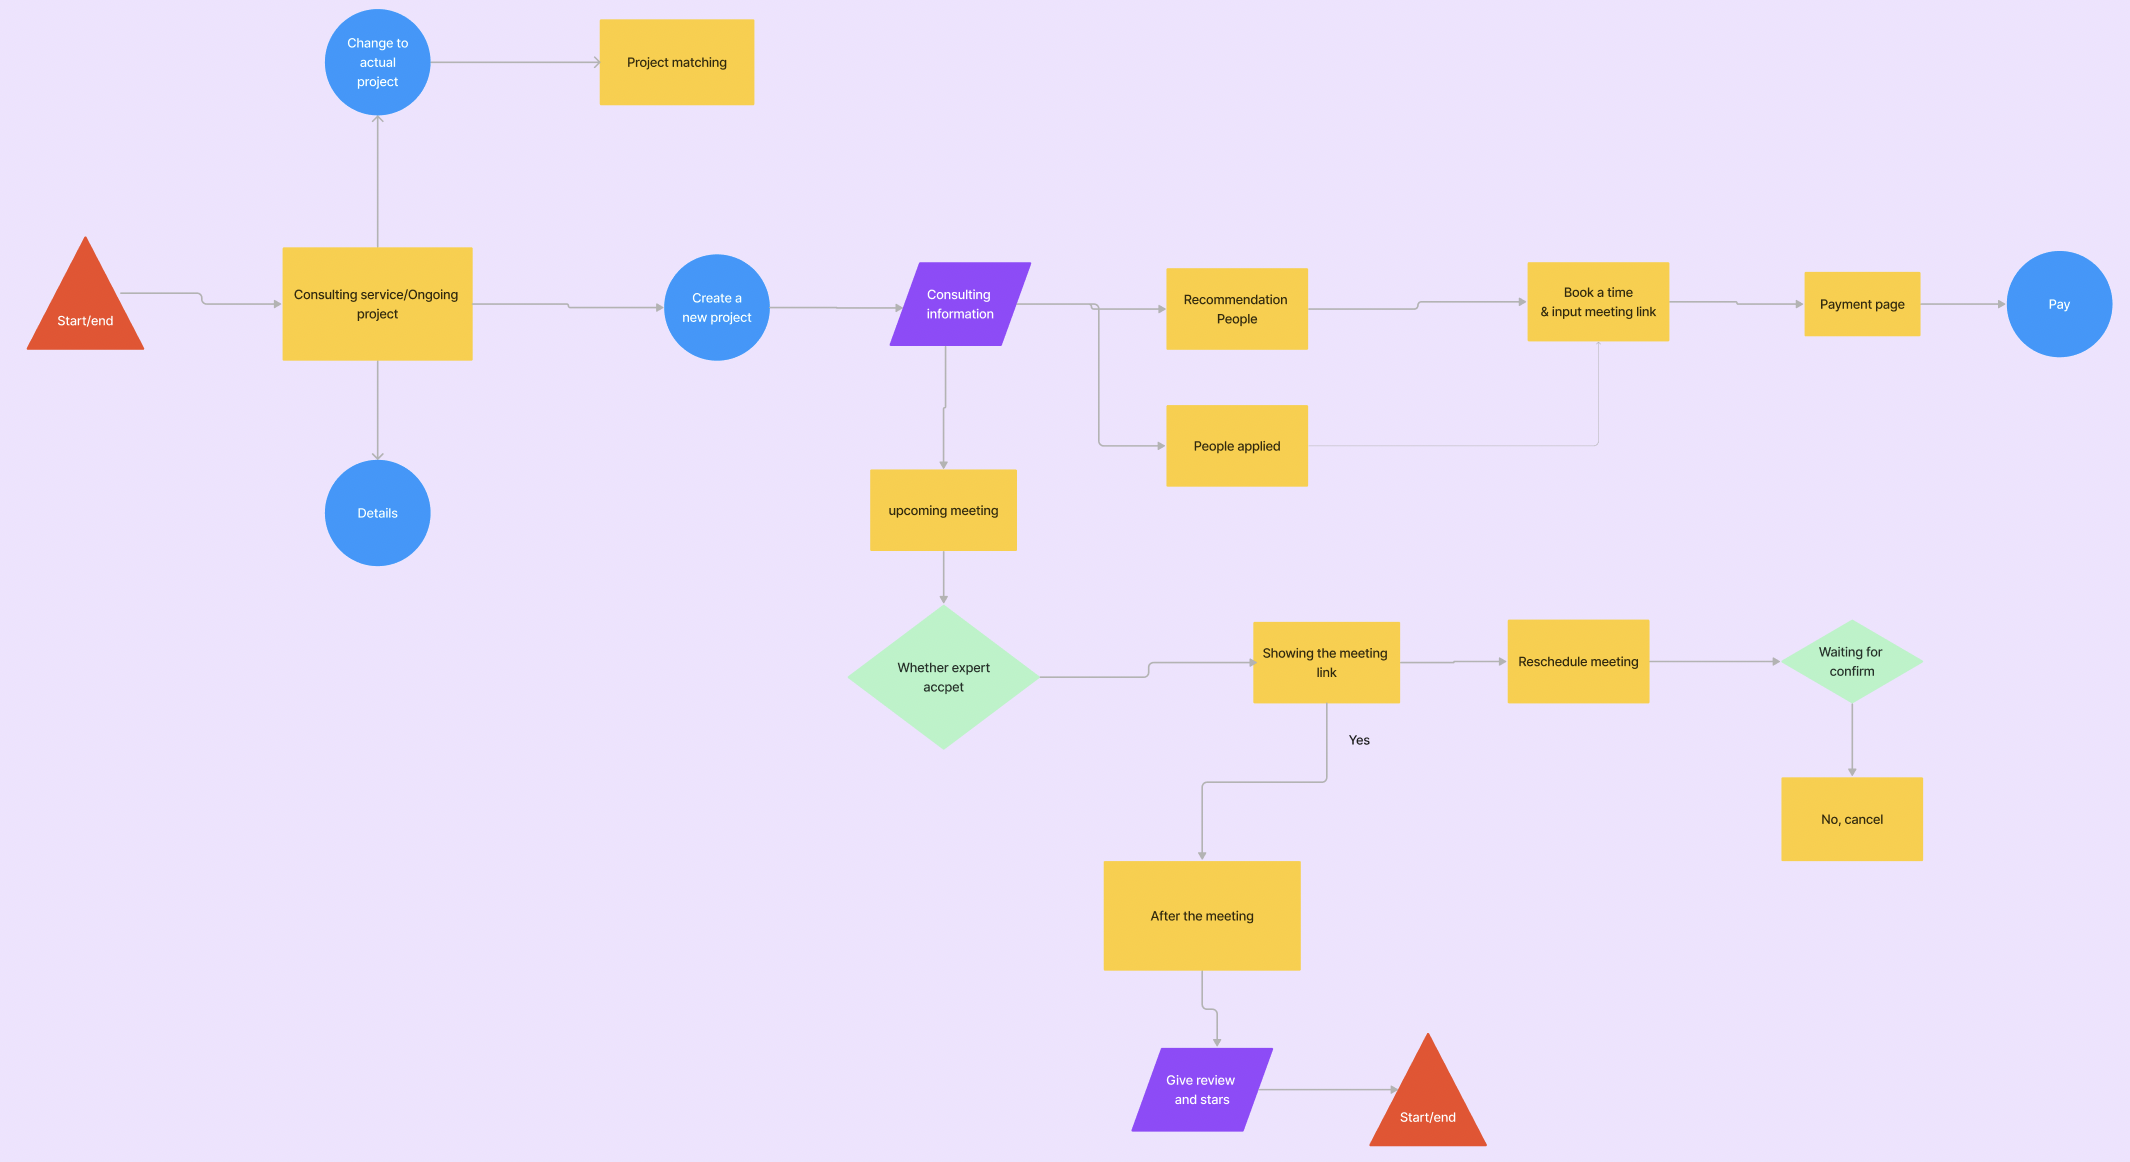 Change to
actual
project
Project matching
Start/end
Consulting service/Ongoing
project
Create a
new project
Consulting
information
Recommendation
People
Book a time
& input meeting link
Payment page
Pay
People applied
Details
upcoming meeting
Whether expert
accpet
Showing the meeting
link
Reschedule meeting
Waiting for
confirm
Yes
No, cancel
After the meeting
Give review
and stars
Start/end